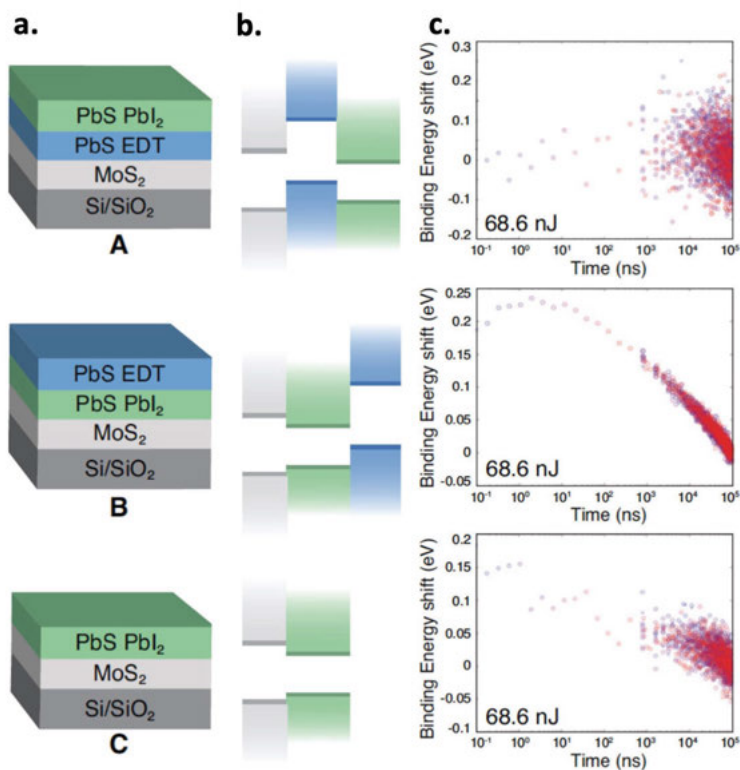 a.
b.
c.
PbS PbI₂
PbS EDT
MoS₂
Si/SiO₂
A
Binding Energy shift (eV)
0.3
0.2
0.1
0
-0.1
-0.2
68.6 nJ
10⁻¹ 10⁰ 10¹ 10² 10³ 10⁴ 10⁵
Time (ns)
PbS EDT
PbS PbI₂
MoS₂
Si/SiO₂
B
Binding Energy shift (eV)
0.25
0.2
0.15
0.1
0.05
0
-0.05
68.6 nJ
10⁻¹ 10⁰ 10¹ 10² 10³ 10⁴ 10⁵
Time (ns)
PbS PbI₂
MoS₂
Si/SiO₂
C
Binding Energy shift (eV)
0.2
0.15
0.1
0.05
0
-0.05
-0.1
68.6 nJ
10⁻¹ 10⁰ 10¹ 10² 10³ 10⁴ 10⁵
Time (ns)